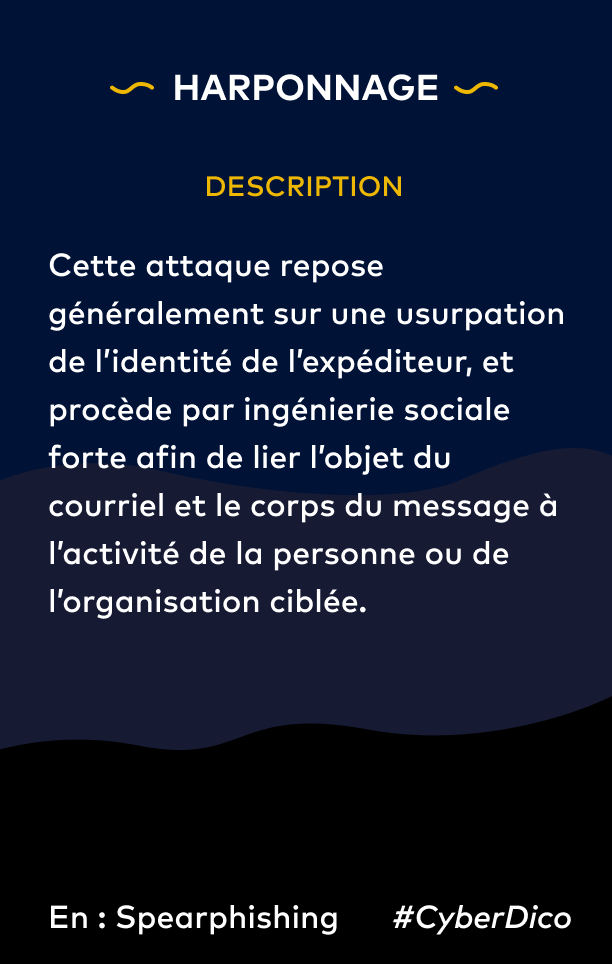 HARPONNAGE
DESCRIPTION
Cette attaque repose
généralement sur une usurpation
de l’identité de l’expéditeur, et
procède par ingénierie sociale
forte afin de lier l’objet du
courriel et le corps du message à
l’activité de la personne ou de
l’organisation ciblée.
En : Spearphishing #CyberDico